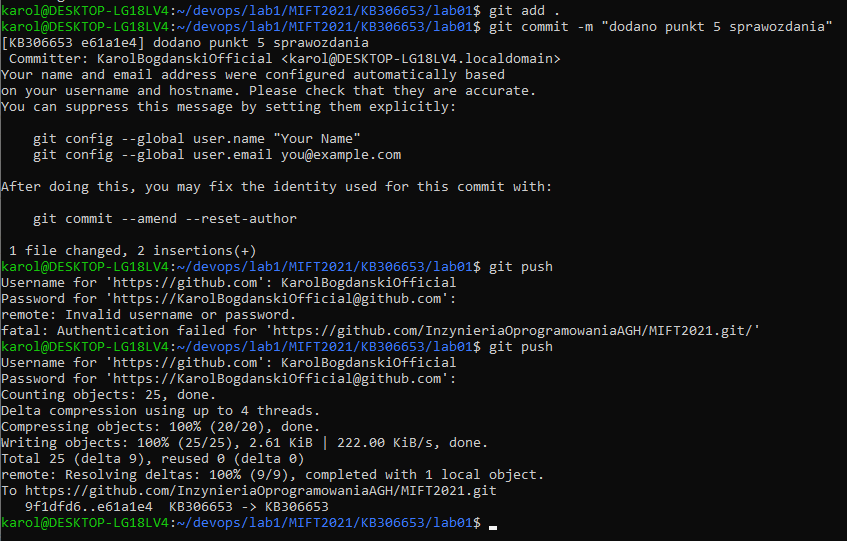 karol@DESKTOP-LG18LV4:~/devops/lab1/MIFT2021/KB306653/lab01$ git add .
karol@DESKTOP-LG18LV4:~/devops/lab1/MIFT2021/KB306653/lab01$ git commit -m "dodano punkt 5 sprawozdania"
[KB306653 e61a1e4] dodano punkt 5 sprawozdania
 Committer: KarolBogdanskiOfficial <karol@DESKTOP-LG18LV4.localdomain>
Your name and email address were configured automatically based
on your username and hostname. Please check that they are accurate.
You can suppress this message by setting them explicitly:

    git config --global user.name "Your Name"
    git config --global user.email you@example.com

After doing this, you may fix the identity used for this commit with:

    git commit --amend --reset-author

 1 file changed, 2 insertions(+)
karol@DESKTOP-LG18LV4:~/devops/lab1/MIFT2021/KB306653/lab01$ git push
Username for 'https://github.com': KarolBogdanskiOfficial
Password for 'https://KarolBogdanskiOfficial@github.com':
remote: Invalid username or password.
fatal: Authentication failed for 'https://github.com/InzynieriaOprogramowaniaAGH/MIFT2021.git/'
karol@DESKTOP-LG18LV4:~/devops/lab1/MIFT2021/KB306653/lab01$ git push
Username for 'https://github.com': KarolBogdanskiOfficial
Password for 'https://KarolBogdanskiOfficial@github.com':
Counting objects: 25, done.
Delta compression using up to 4 threads.
Compressing objects: 100% (20/20), done.
Writing objects: 100% (25/25), 2.61 KiB | 222.00 KiB/s, done.
Total 25 (delta 9), reused 0 (delta 0)
remote: Resolving deltas: 100% (9/9), completed with 1 local object.
To https://github.com/InzynieriaOprogramowaniaAGH/MIFT2021.git
   9f1dfd6..e61a1e4  KB306653 -> KB306653
karol@DESKTOP-LG18LV4:~/devops/lab1/MIFT2021/KB306653/lab01$